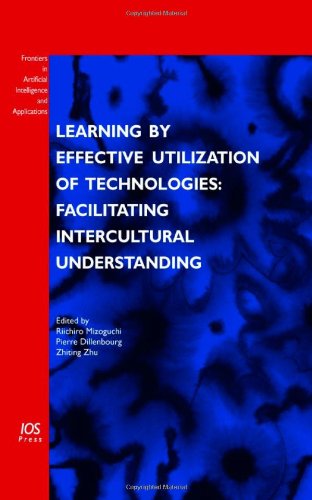 Frontiers
in
Artificial
Intelligence
and
Applications
LEARNING BY
EFFECTIVE UTILIZATION
OF TECHNOLOGIES:
FACILITATING
INTERCULTURAL
UNDERSTANDING
Edited by
Riichiro Mizoguchi
Pierre Dillenbourg
Zhiting Zhu
IOS
Press